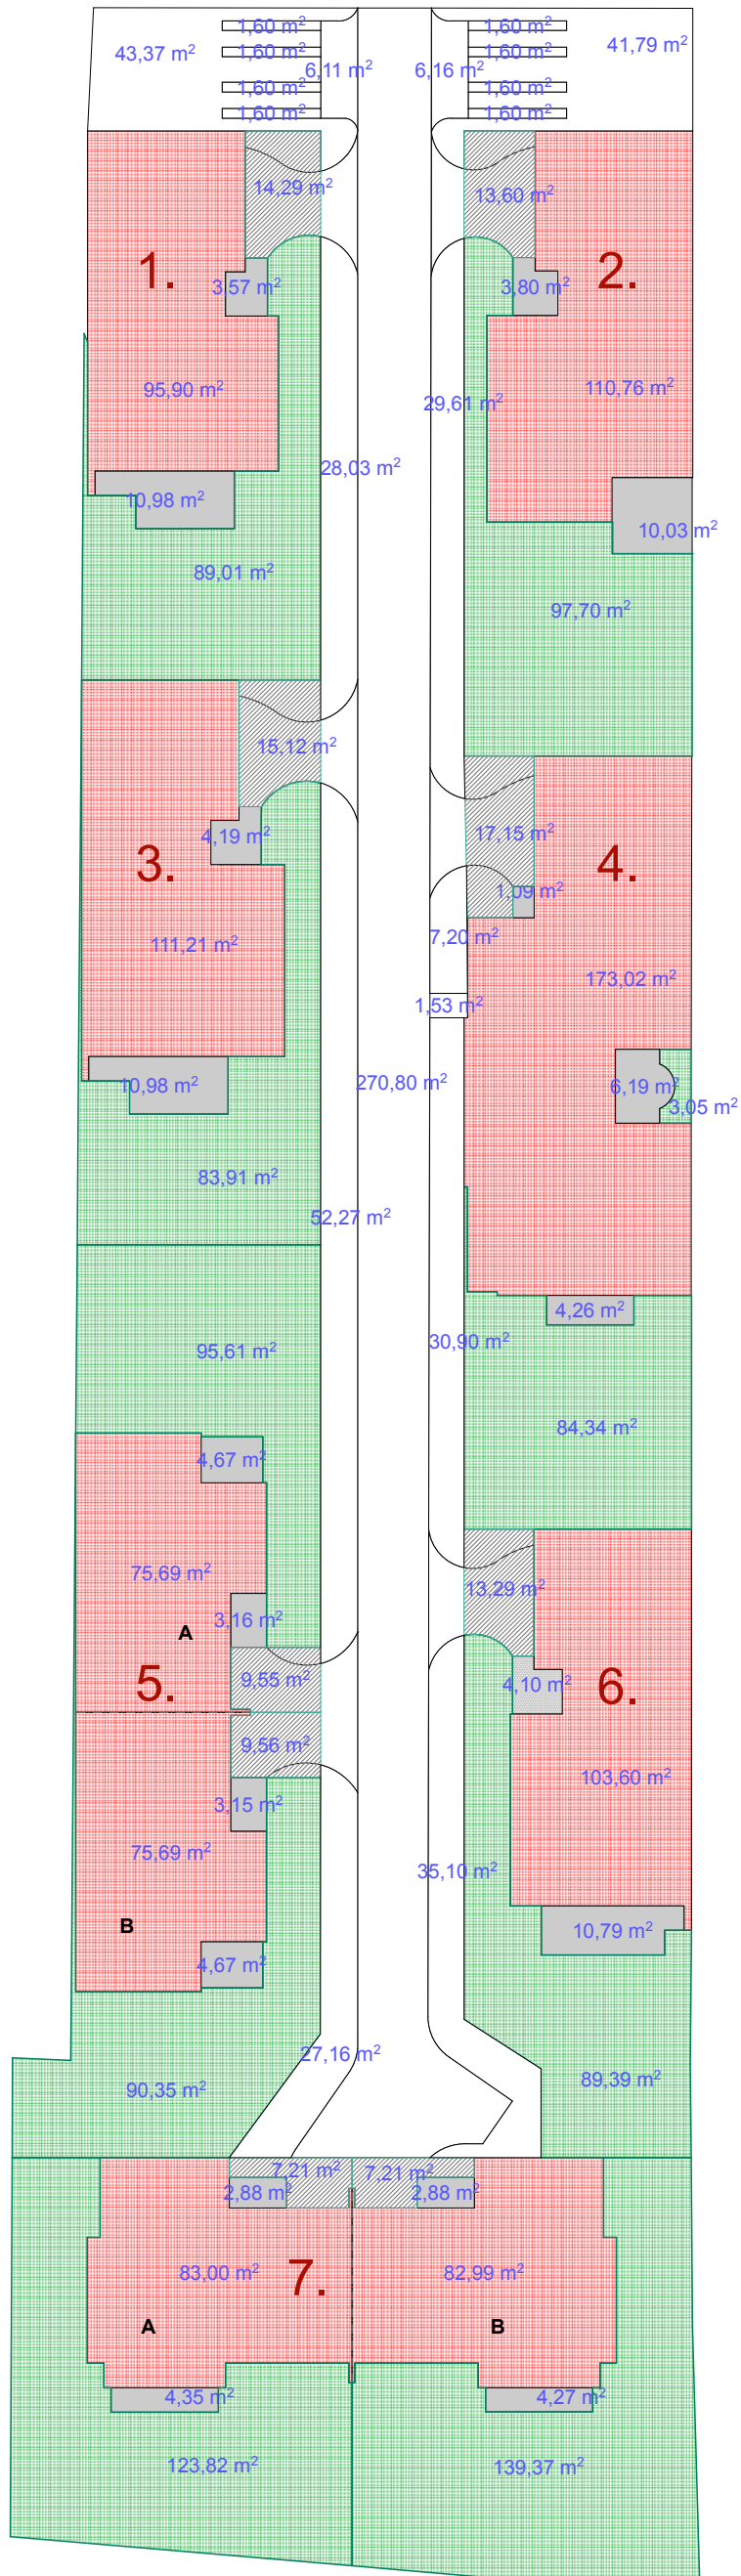 1,60 m² 1,60 m²
43,37 m² 1,60 m² 1,60 m² 41,79 m²
6,11 m² 6,16 m²
1,60 m² 1,60 m²
1,60 m² 1,60 m²
14,29 m² 13,60 m²
1. 2.
3,57 m² 3,80 m²
95,90 m² 110,76 m²
29,61 m²
28,03 m²
10,98 m² 10,03 m²
89,01 m²
97,70 m²
15,12 m²
17,15 m²
4,19 m²
3. 4.
1,09 m²
111,21 m² 7,20 m²
173,02 m²
1,53 m²
10,98 m² 270,80 m² 6,19 m²
3,05 m²
83,91 m²
52,27 m²
4,26 m²
95,61 m² 30,90 m²
84,34 m²
4,67 m²
75,69 m² 13,29 m²
3,16 m²
A
9,55 m² 4,10 m²
5. 6.
9,56 m²
103,60 m²
3,15 m²
75,69 m²
35,10 m²
B
10,79 m²
4,67 m²
27,16 m²
90,35 m² 89,39 m²
7,21 m² 7,21 m²
2,88 m² 2,88 m²
83,00 m² 7. 82,99 m²
A B
4,35 m² 4,27 m²
123,82 m² 139,37 m²